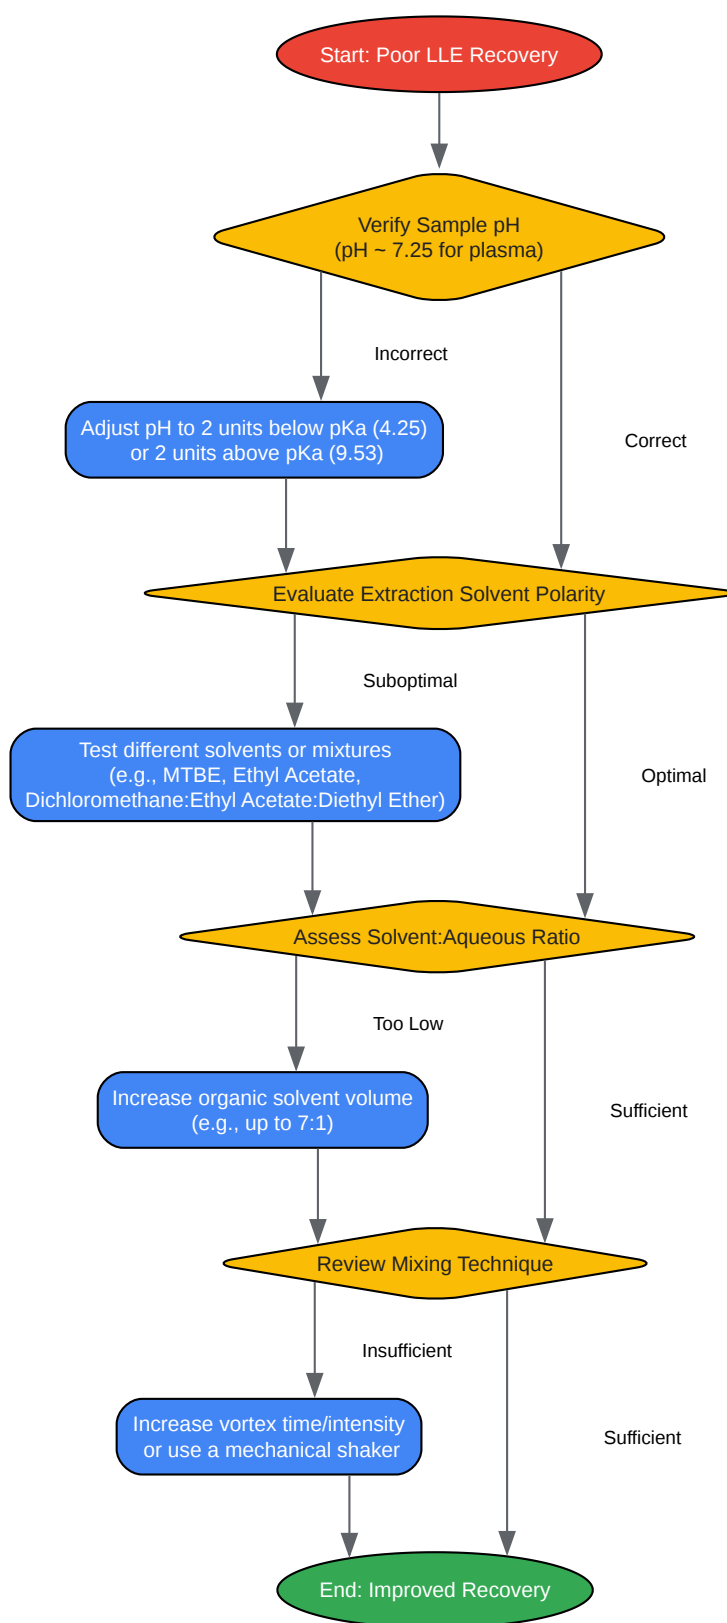 Start: Poor LLE Recovery
Verify Sample pH
(pH ~ 7.25 for plasma)
Incorrect
Adjust pH to 2 units below pKa (4.25)
or 2 units above pKa (9.53)
Correct
Evaluate Extraction Solvent Polarity
Suboptimal
Test different solvents or mixtures
(e.g., MTBE, Ethyl Acetate,
Dichloromethane:Ethyl Acetate:Diethyl Ether)
Optimal
Assess Solvent:Aqueous Ratio
Too Low
Increase organic solvent volume
(e.g., up to 7:1)
Sufficient
Review Mixing Technique
Insufficient
Increase vortex time/intensity
or use a mechanical shaker
Sufficient
End: Improved Recovery